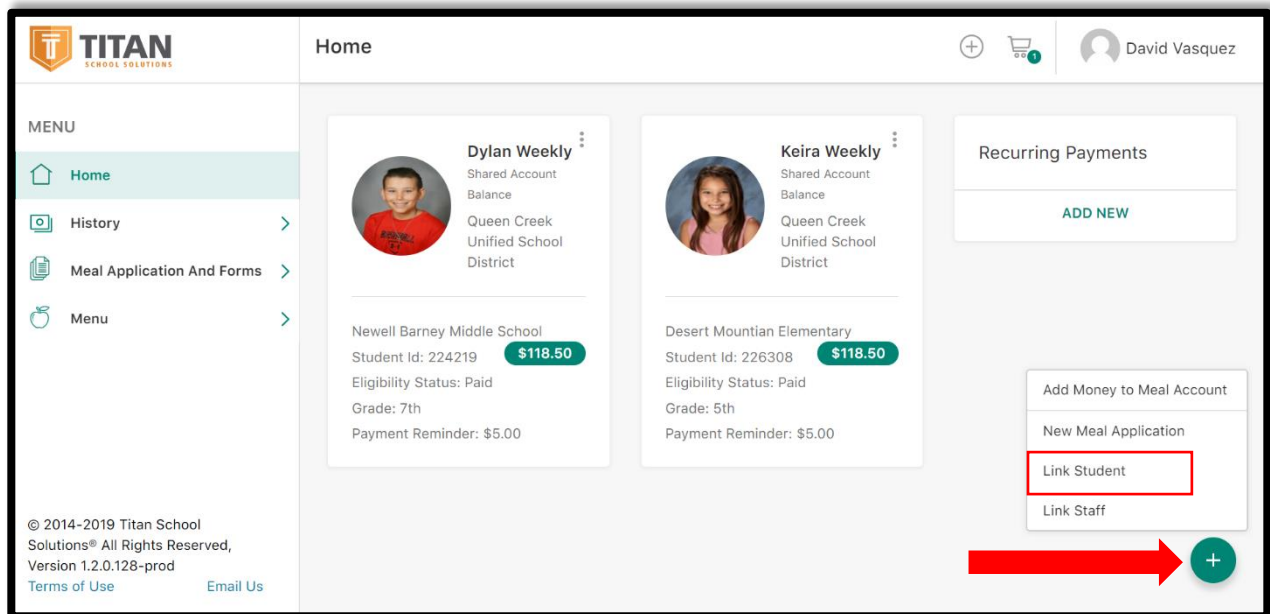 TITAN
SCHOOL SOLUTIONS
Home
1
David Vasquez
MENU
Home
History
Meal Application And Forms
Menu
© 2014-2019 Titan School
Solutions® All Rights Reserved,
Version 1.2.0.128-prod
Terms of Use
Email Us
Dylan Weekly
Shared Account
Balance
Queen Creek
Unified School
District
Newell Barney Middle School
Student Id: 224219
$118.50
Eligibility Status: Paid
Grade: 7th
Payment Reminder: $5.00
Keira Weekly
Shared Account
Balance
Queen Creek
Unified School
District
Desert Mountian Elementary
Student Id: 226308
$118.50
Eligibility Status: Paid
Grade: 5th
Payment Reminder: $5.00
Recurring Payments
ADD NEW
Add Money to Meal Account
New Meal Application
Link Student
Link Staff
+